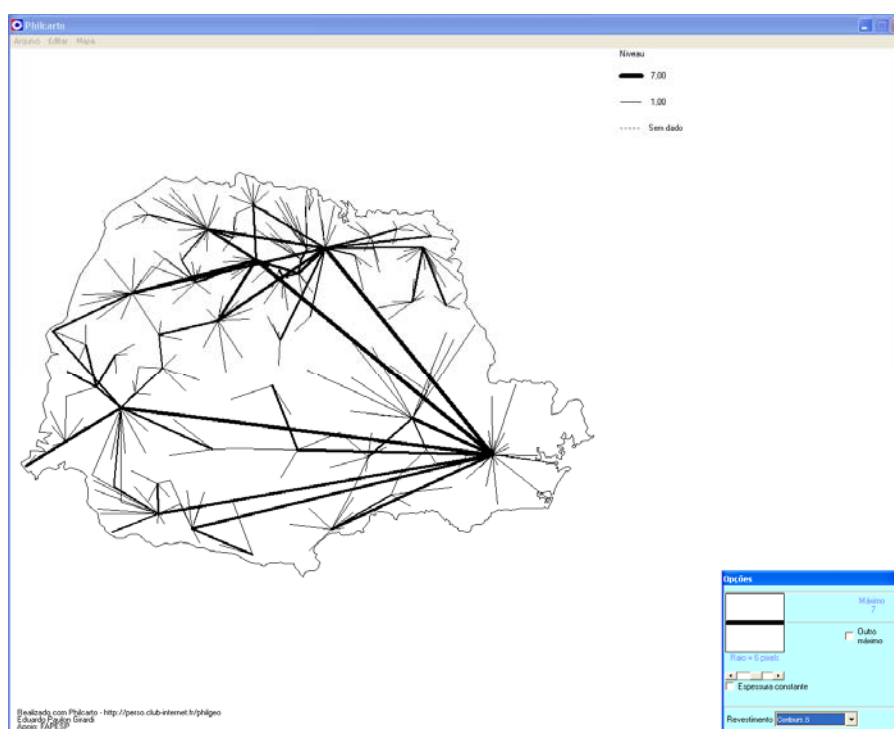 Philcarto
Arquivo Editar Mapa
Niveau
7,00
1,00
Sem dado
Opções
Máximo
7
Outro
máximo
Raio = 6 pixels
Espessura constante
Revestimento Contours.S
Realizado com Philcarto - http://perso.club-internet.fr/philgeo
Eduardo Paulon Girardi
Apoio: FAPESP